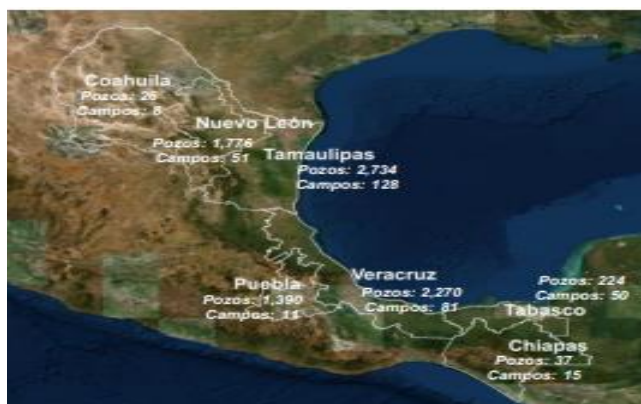 Coahuila
Pozos: 26
Campos: 8
Nuevo León
Pozos: 1,776
Campos: 51
Tamaulipas
Pozos: 2,734
Campos: 128
Puebla
Pozos: 1,390
Campos: 11
Veracruz
Pozos: 2,270
Campos: 81
Pozos: 224
Campos: 50
Tabasco
Chiapas
Pozos: 37
Campos: 15